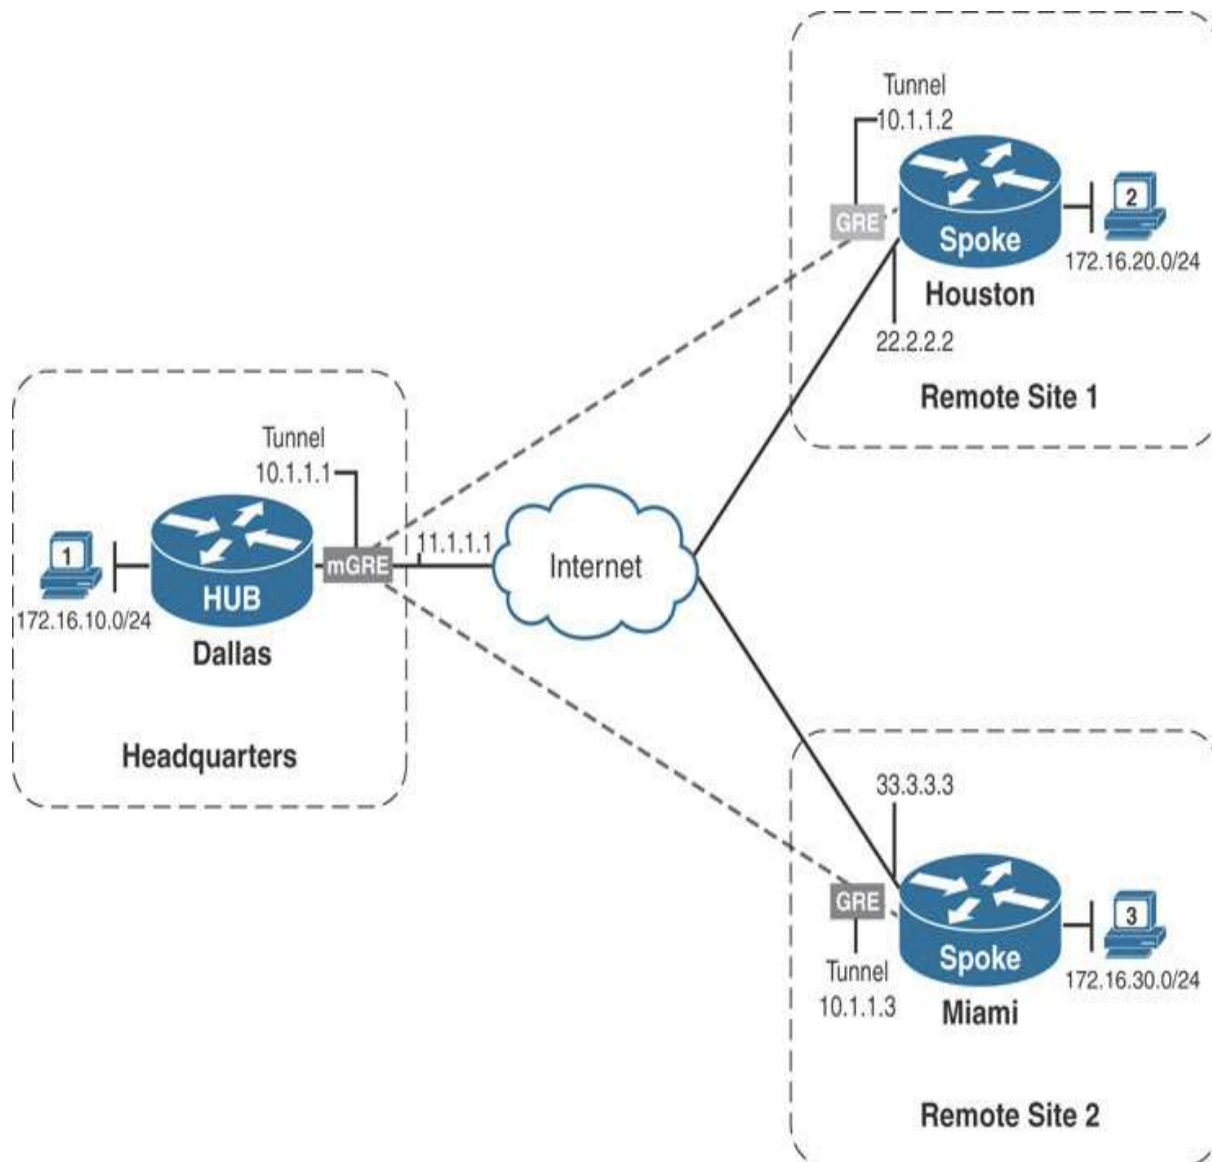 Tunnel
10.1.1.2
GRE
Spoke
2
172.16.20.0/24
Houston
22.2.2.2
Remote Site 1
Tunnel
10.1.1.1
1
172.16.10.0/24
HUB
mGRE
11.1.1.1
Internet
Dallas
Headquarters
33.3.3.3
GRE
Spoke
3
172.16.30.0/24
Tunnel
10.1.1.3
Miami
Remote Site 2